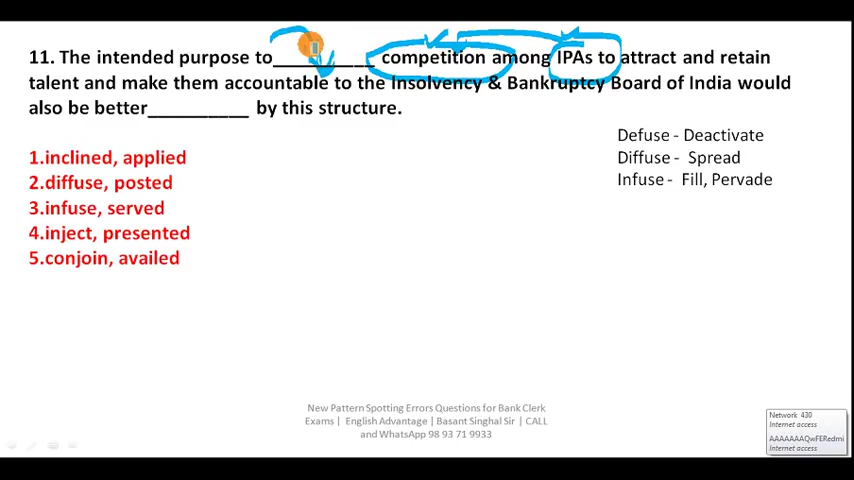 11. The intended purpose to__________ competition among IPAs to attract and retain
talent and make them accountable to the Insolvency & Bankruptcy Board of India would
also be better__________ by this structure.
Defuse - Deactivate
Diffuse - Spread
Infuse - Fill, Pervade
1.inclined, applied
2.diffuse, posted
3.infuse, served
4.inject, presented
5.conjoin, availed
New Pattern Spotting Errors Questions for Bank Clerk
Exams | English Advantage | Basant Singhal Sir | CALL
and WhatsApp 98 93 71 9933
Network 430
Internet access
AAAAAAAQwFERedmi
Internet access